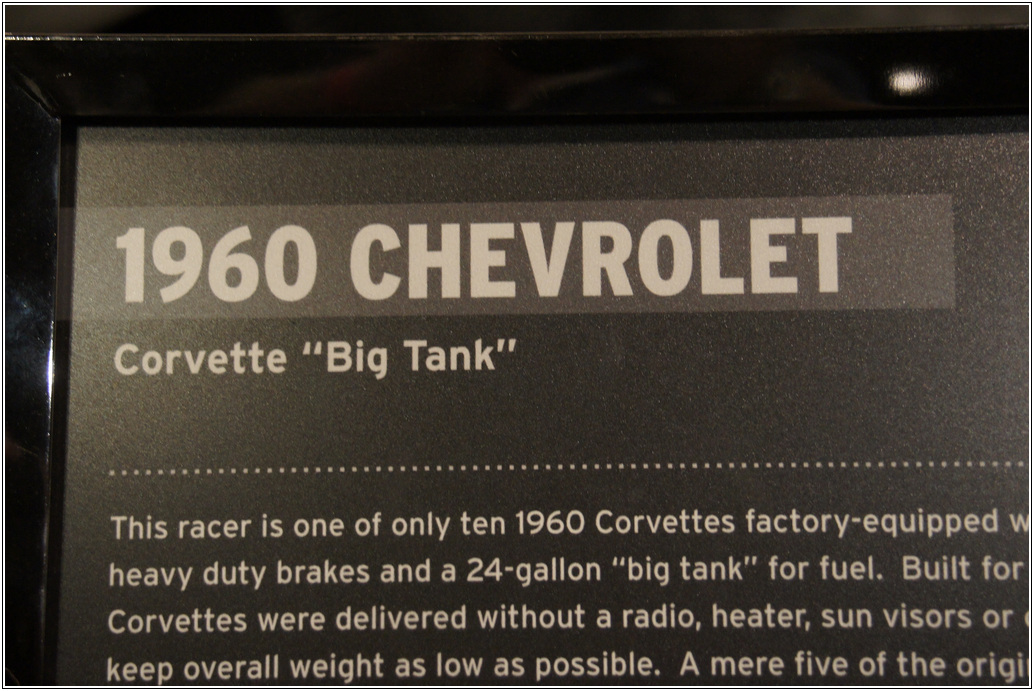 1960 CHEVROLET
Corvette “Big Tank”
This racer is one of only ten 1960 Corvettes factory-equipped
heavy duty brakes and a 24-gallon “big tank” for fuel. Built for
Corvettes were delivered without a radio, heater, sun visors or
keep overall weight as low as possible. A mere five of the